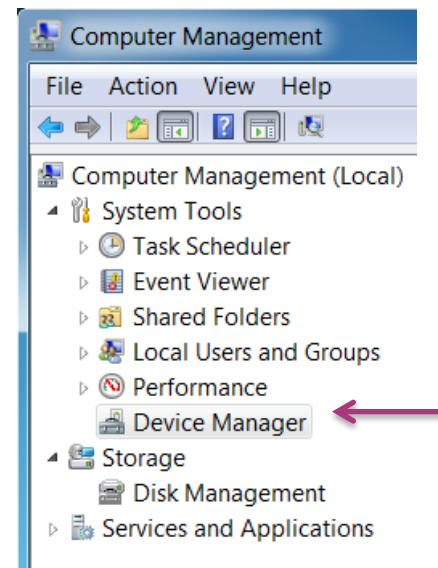 Computer Management
File Action View Help
Computer Management (Local)
System Tools
Task Scheduler
Event Viewer
Shared Folders
Local Users and Groups
Performance
Device Manager
Storage
Disk Management
Services and Applications